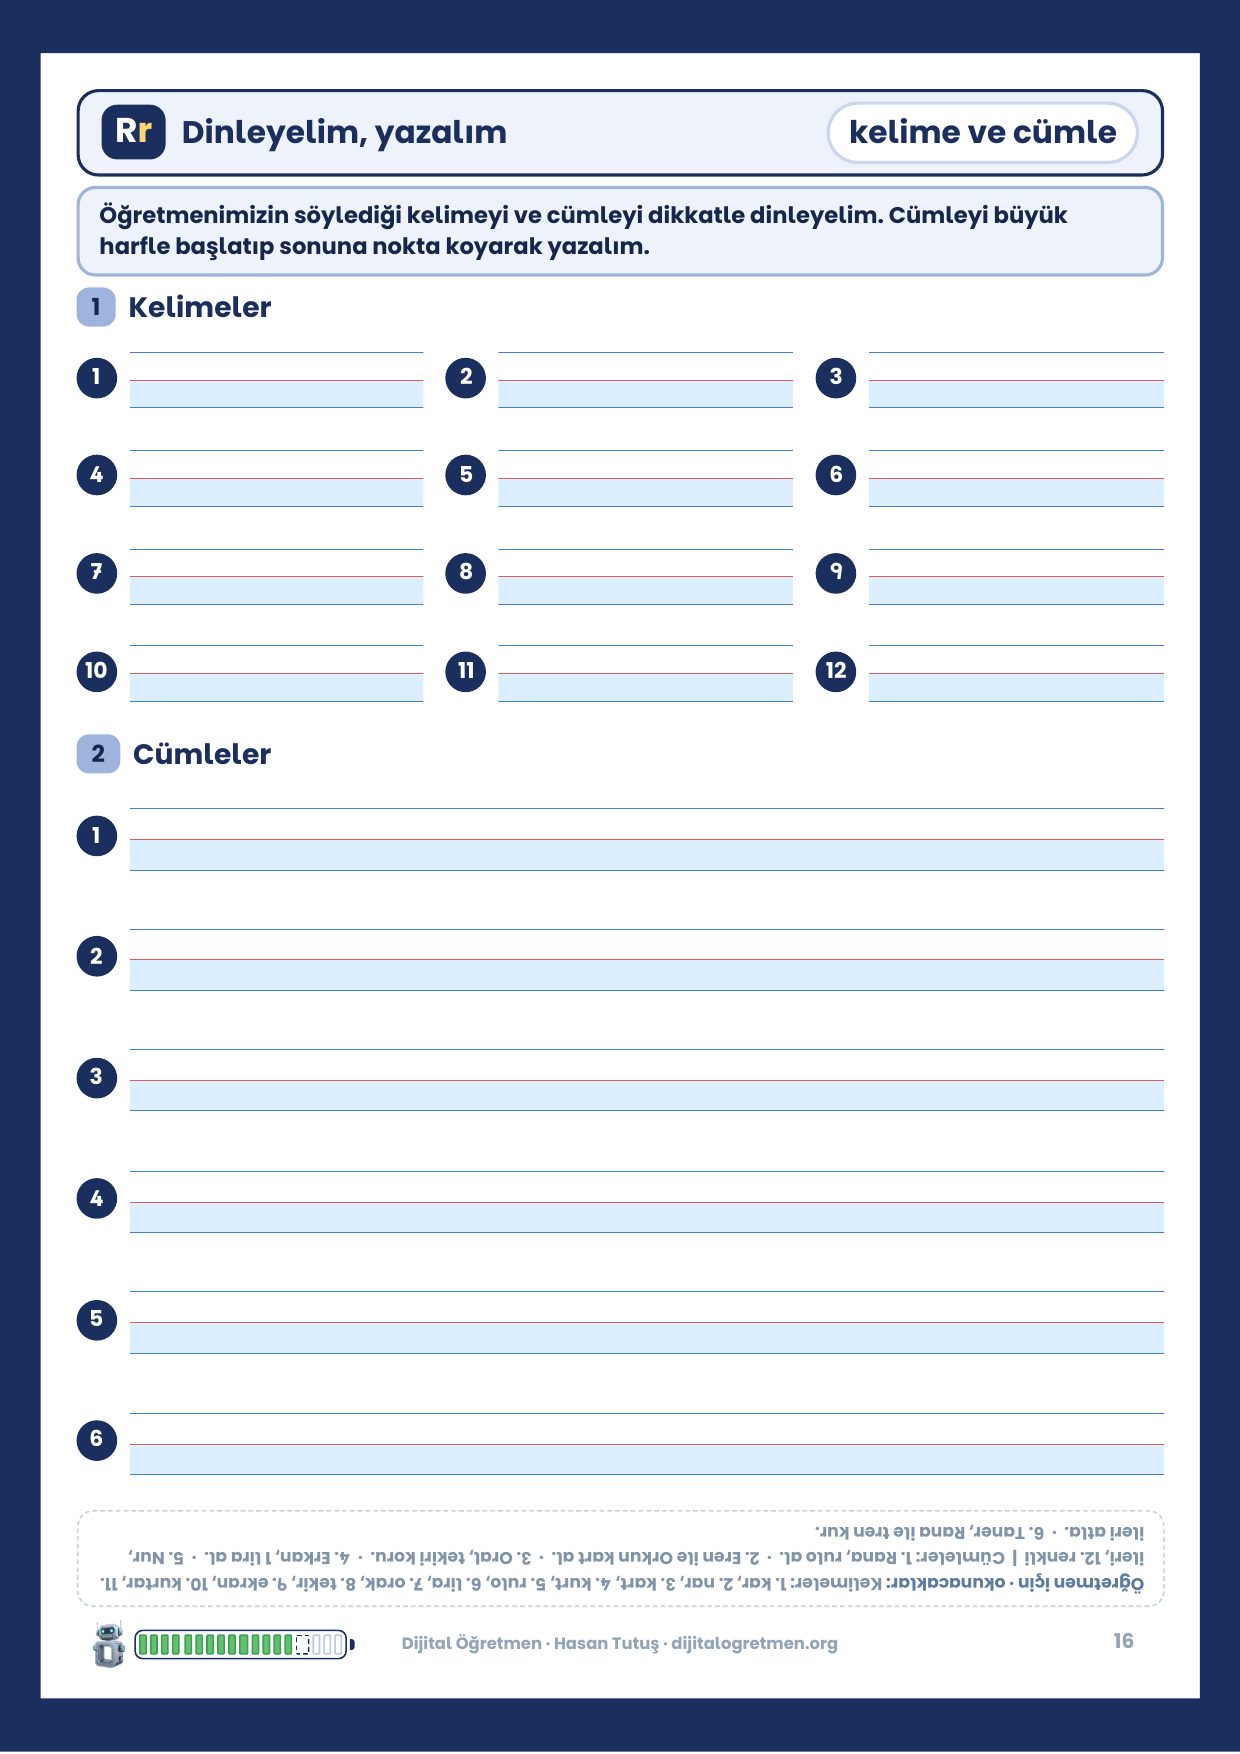 Rr Dinleyelim, yazalım kelime ve cümle
Öğretmenimizin söylediği kelimeyi ve cümleyi dikkatle dinleyelim. Cümleyi büyük
harfle başlatıp sonuna nokta koyarak yazalım.
1 Kelimeler
1 2 3
4 5 6
7 8 9
10 11 12
2 Cümleler
1
2
3
4
5
6
Öğretmen için · okunacaklar: Kelimeler: 1. kar, 2. nar, 3. kart, 4. kurt, 5. rulo, 6. lira, 7. orak, 8. tekir, 9. ekran, 10. kurtar, 11.
ileri, 12. renkli | Cümleler: 1. Rana, rulo al. · 2. Eren ile Orkun kart al. · 3. Oral, tekiri koru. · 4. Erkan, 1 lira al. · 5. Nur,
ileri atla. · 6. Taner, Rana ile tren kur.
Dijital Öğretmen · Hasan Tutuş · dijitalogretmen.org 16